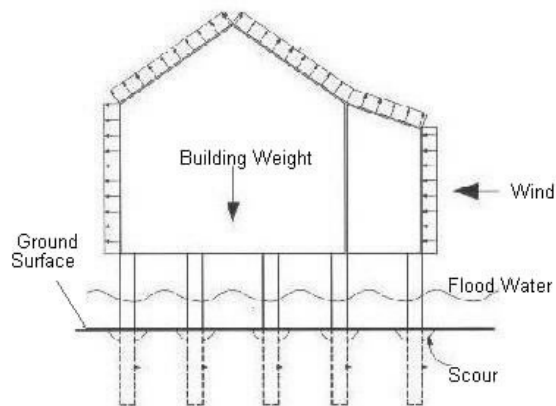 Building Weight
Wind
Ground
Surface
Flood Water
Scour